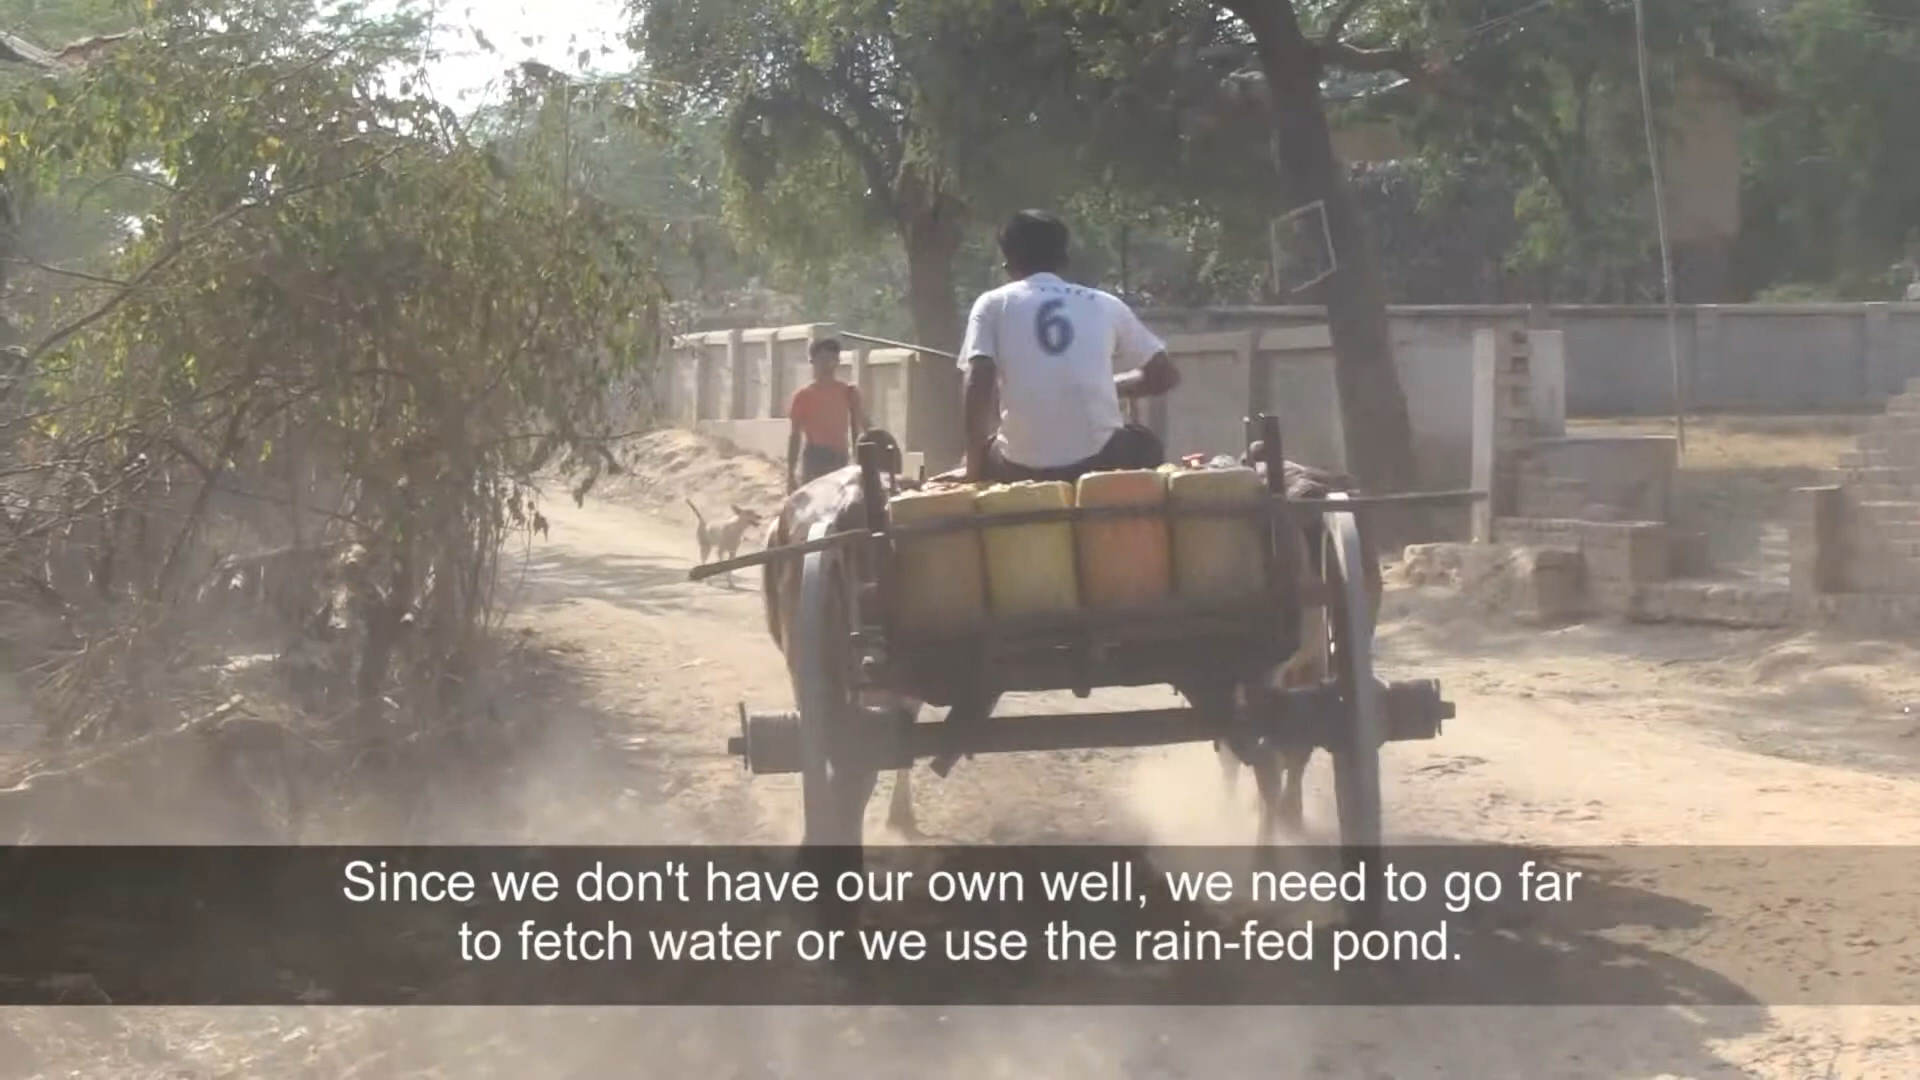 6
Since we don't have our own well, we need to go far
to fetch water or we use the rain-fed pond.